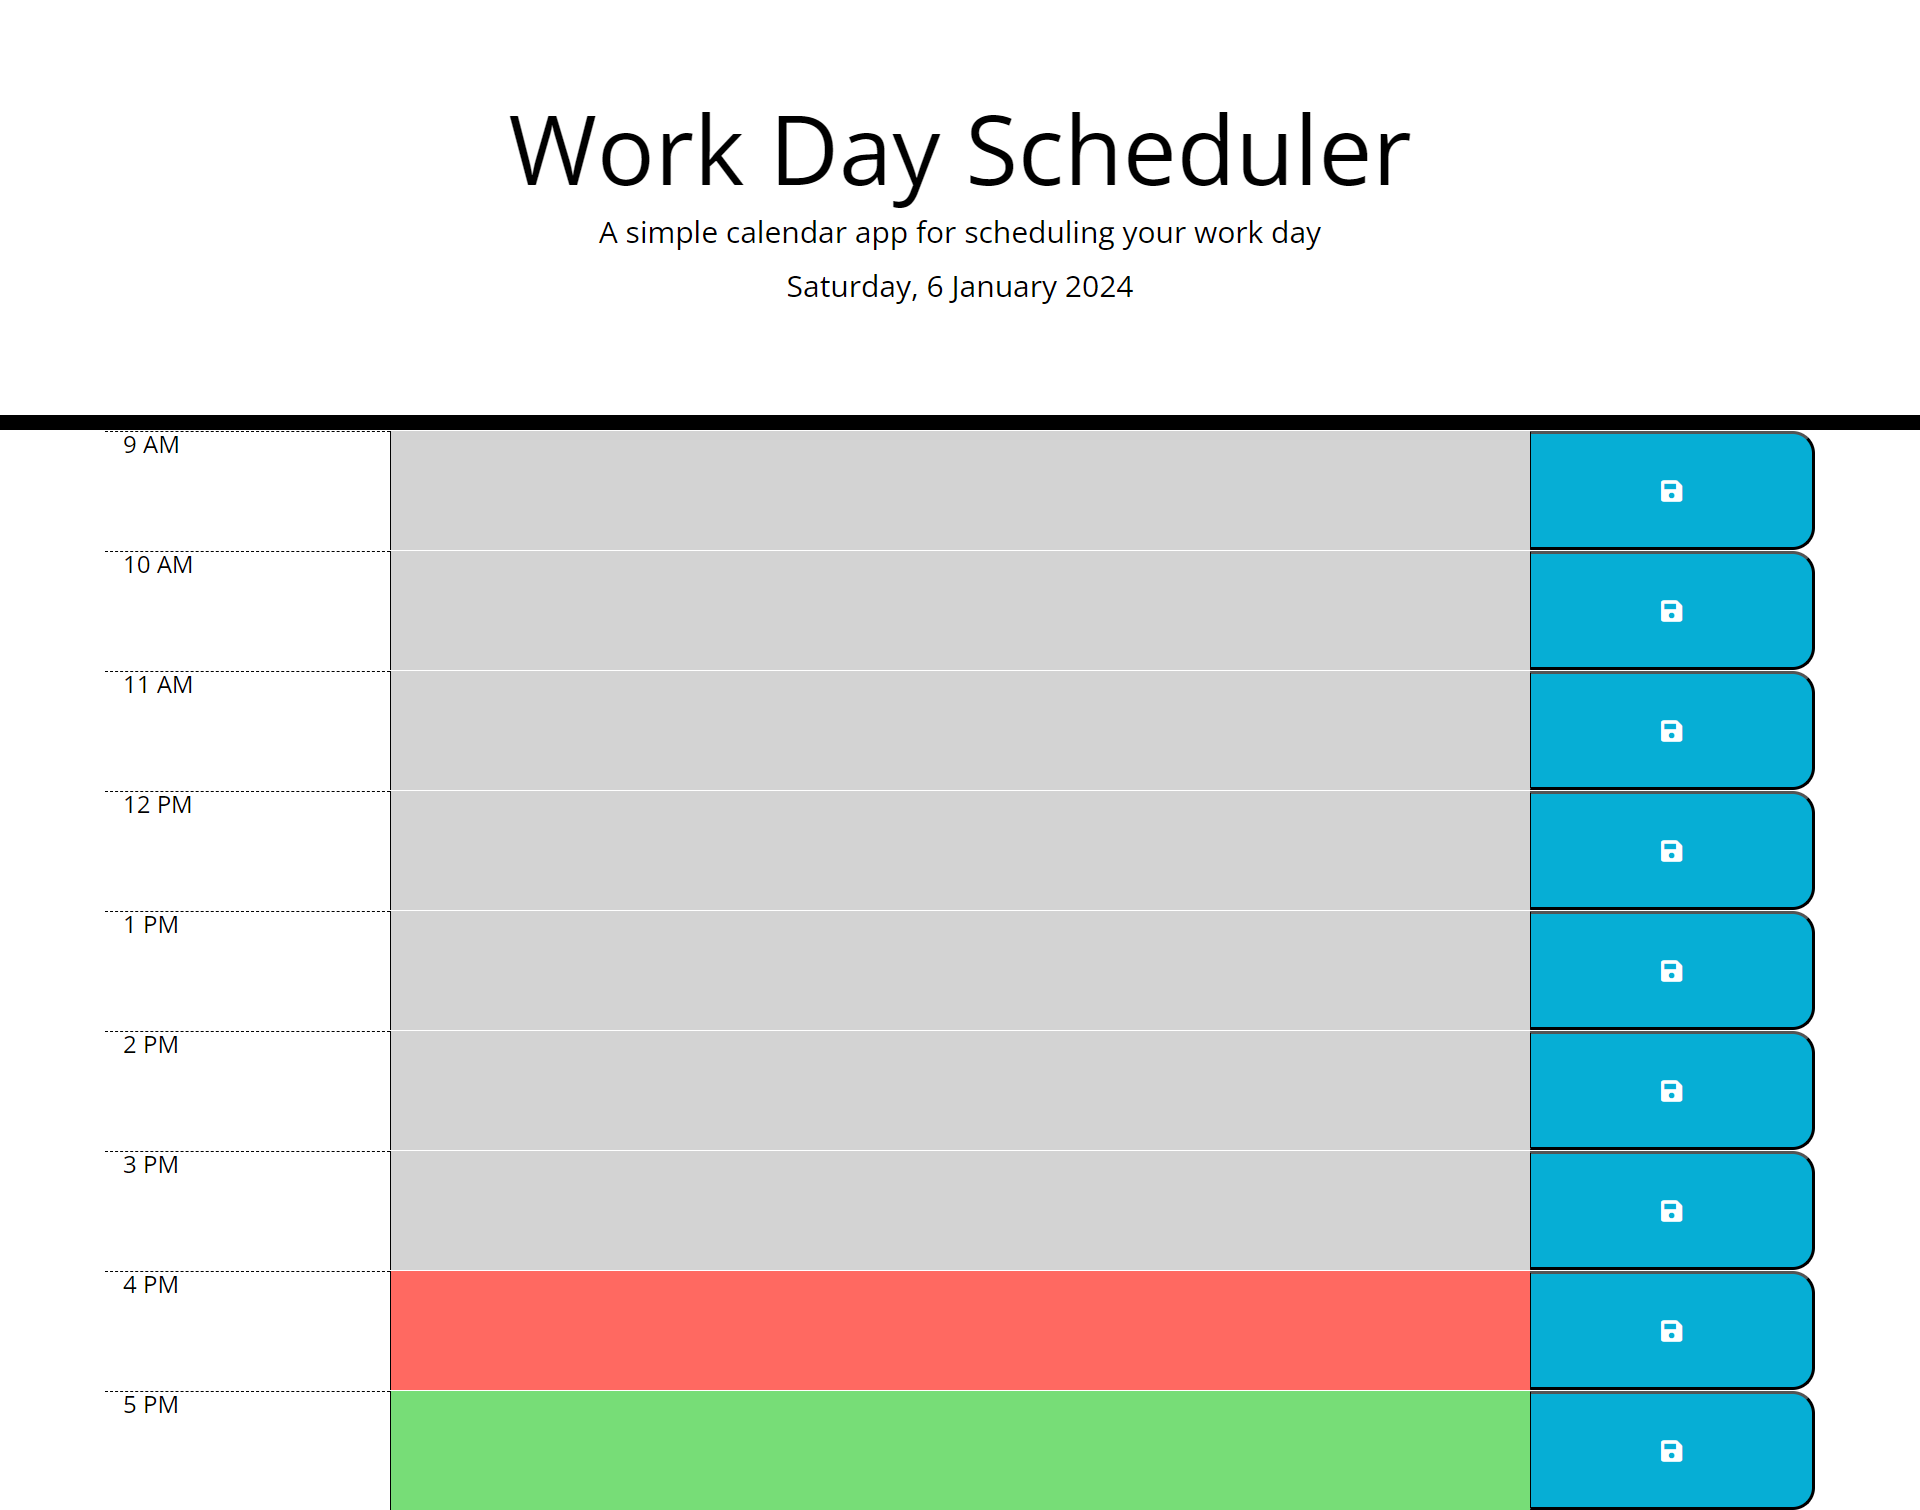 Work Day Scheduler
A simple calendar app for scheduling your work day
Saturday, 6 January 2024
9 AM
10 AM
11 AM
12 PM
1 PM
2 PM
3 PM
4 PM
5 PM